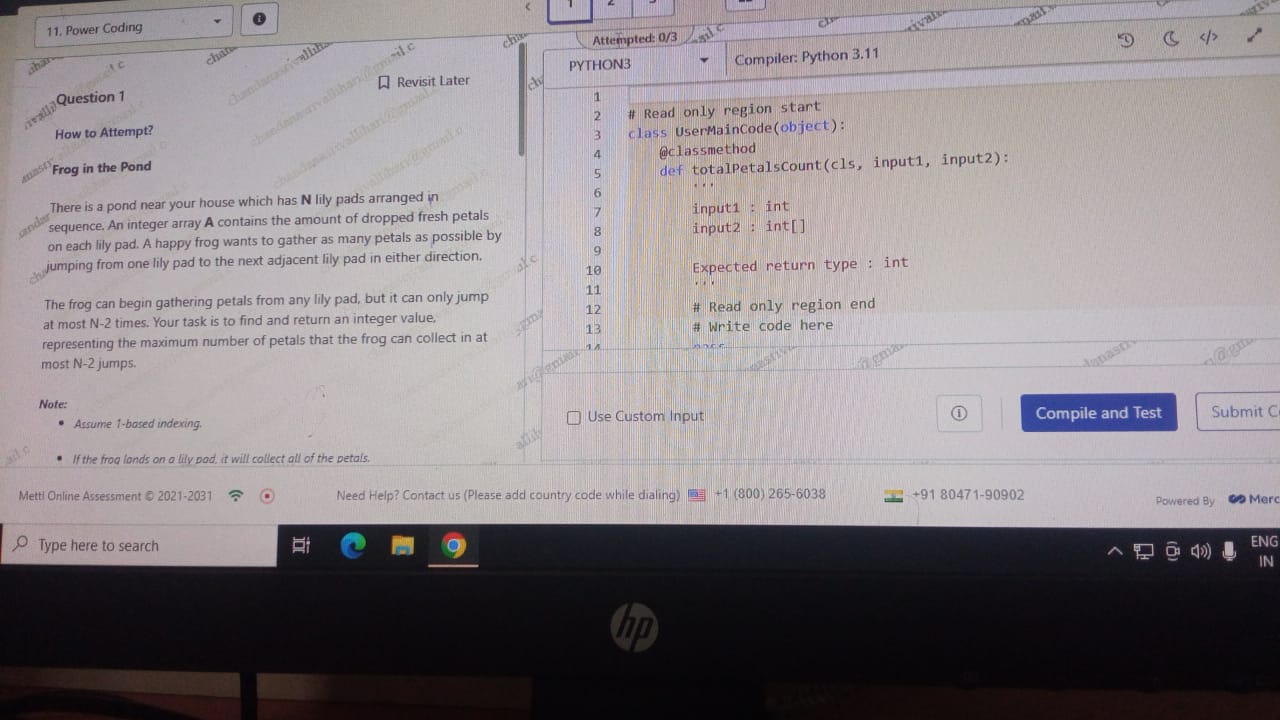 11. Power Coding
1
2
3
Attempted: 0/3
Question 1
Revisit Later
How to Attempt?
Frog in the Pond
There is a pond near your house which has N lily pads arranged in
sequence. An integer array A contains the amount of dropped fresh petals
on each lily pad. A happy frog wants to gather as many petals as possible by
jumping from one lily pad to the next adjacent lily pad in either direction.
The frog can begin gathering petals from any lily pad, but it can only jump
at most N-2 times. Your task is to find and return an integer value,
representing the maximum number of petals that the frog can collect in at
most N-2 jumps.
Note:
• Assume 1-based indexing.
• If the frog lands on a lily pad, it will collect all of the petals.
PYTHON3
Compiler: Python 3.11
1
2 # Read only region start
3 class UserMainCode(object):
4 @classmethod
5 def totalPetalsCount(cls, input1, input2):
6 '''
7 input1 : int
8 input2 : int[]
9
10 Expected return type : int
11 '''
12 # Read only region end
13 # Write code here
14
Use Custom Input
Compile and Test
Submit
Mettl Online Assessment © 2021-2031
Need Help? Contact us (Please add country code while dialing)
+1 (800) 265-6038
+91 80471-90902
Powered By
Merc
Type here to search
ENG
IN
hp